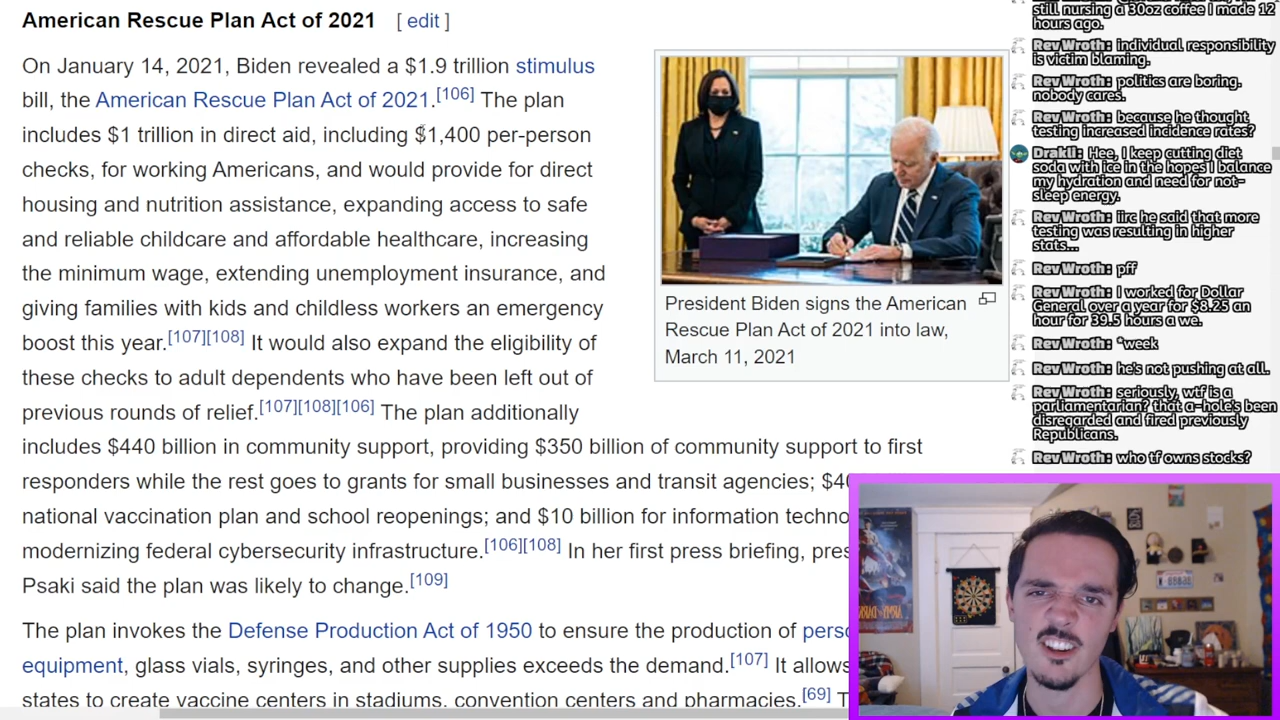 American Rescue Plan Act of 2021 [ edit ]
On January 14, 2021, Biden revealed a $1.9 trillion stimulus
bill, the American Rescue Plan Act of 2021.[106] The plan
includes $1 trillion in direct aid, including $1,400 per-person
checks, for working Americans, and would provide for direct
housing and nutrition assistance, expanding access to safe
and reliable childcare and affordable healthcare, increasing
the minimum wage, extending unemployment insurance, and
giving families with kids and childless workers an emergency
boost this year.[107][108] It would also expand the eligibility of
these checks to adult dependents who have been left out of
previous rounds of relief.[107][108][106] The plan additionally
includes $440 billion in community support, providing $350 billion of community support to first
responders while the rest goes to grants for small businesses and transit agencies;
national vaccination plan and school reopenings; and $10 billion for information techno
modernizing federal cybersecurity infrastructure.[106][108] In her first press briefing, pres
Psaki said the plan was likely to change.[109]
The plan invokes the Defense Production Act of 1950 to ensure the production of perso
equipment, glass vials, syringes, and other supplies exceeds the demand.[107] It allows
states to create vaccine centers in stadiums, convention centers and pharmacies.[69]
President Biden signs the American
Rescue Plan Act of 2021 into law,
March 11, 2021
still nursing a 30oz coffee I made 12
hours ago.
RevWroth: individual responsibility
is victim blaming.
RevWroth: politics are boring.
nobody cares.
RevWroth: because he thought
testing increased incidence rates?
Drakli: Hee, I keep cutting diet
soda with ice in the hopes I balance
my hydration and need for not-
sleep energy.
RevWroth: iirc he said that more
testing was resulting in higher
stats...
RevWroth: pff
RevWroth: I worked for Dollar
General over a year for $8.25 an
hour for 39.5 hours a we.
RevWroth: *week
RevWroth: he's not pushing at all.
RevWroth: seriously, wtf is a
parliamentarian? that a-hole's been
disregarded and fired previously
Republicans.
RevWroth: who tf owns stocks?